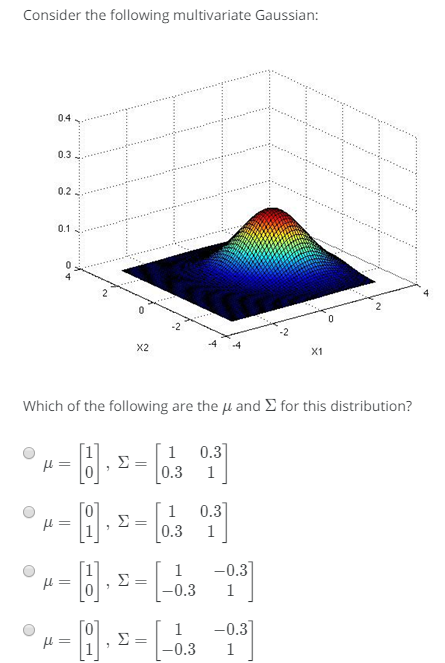 Consider the following multivariate Gaussian:
0.4
0.3
0.2
0.1
0
4
2
0
-2
-4
-4
-2
0
2
4
X2
X1
Which of the following are the μ and Σ for this distribution?
μ = [1 0], Σ = [1 0.3 0.3 1]
μ = [0 1], Σ = [1 0.3 0.3 1]
μ = [1 0], Σ = [1 −0.3 −0.3 1]
μ = [0 1], Σ = [1 −0.3 −0.3 1]